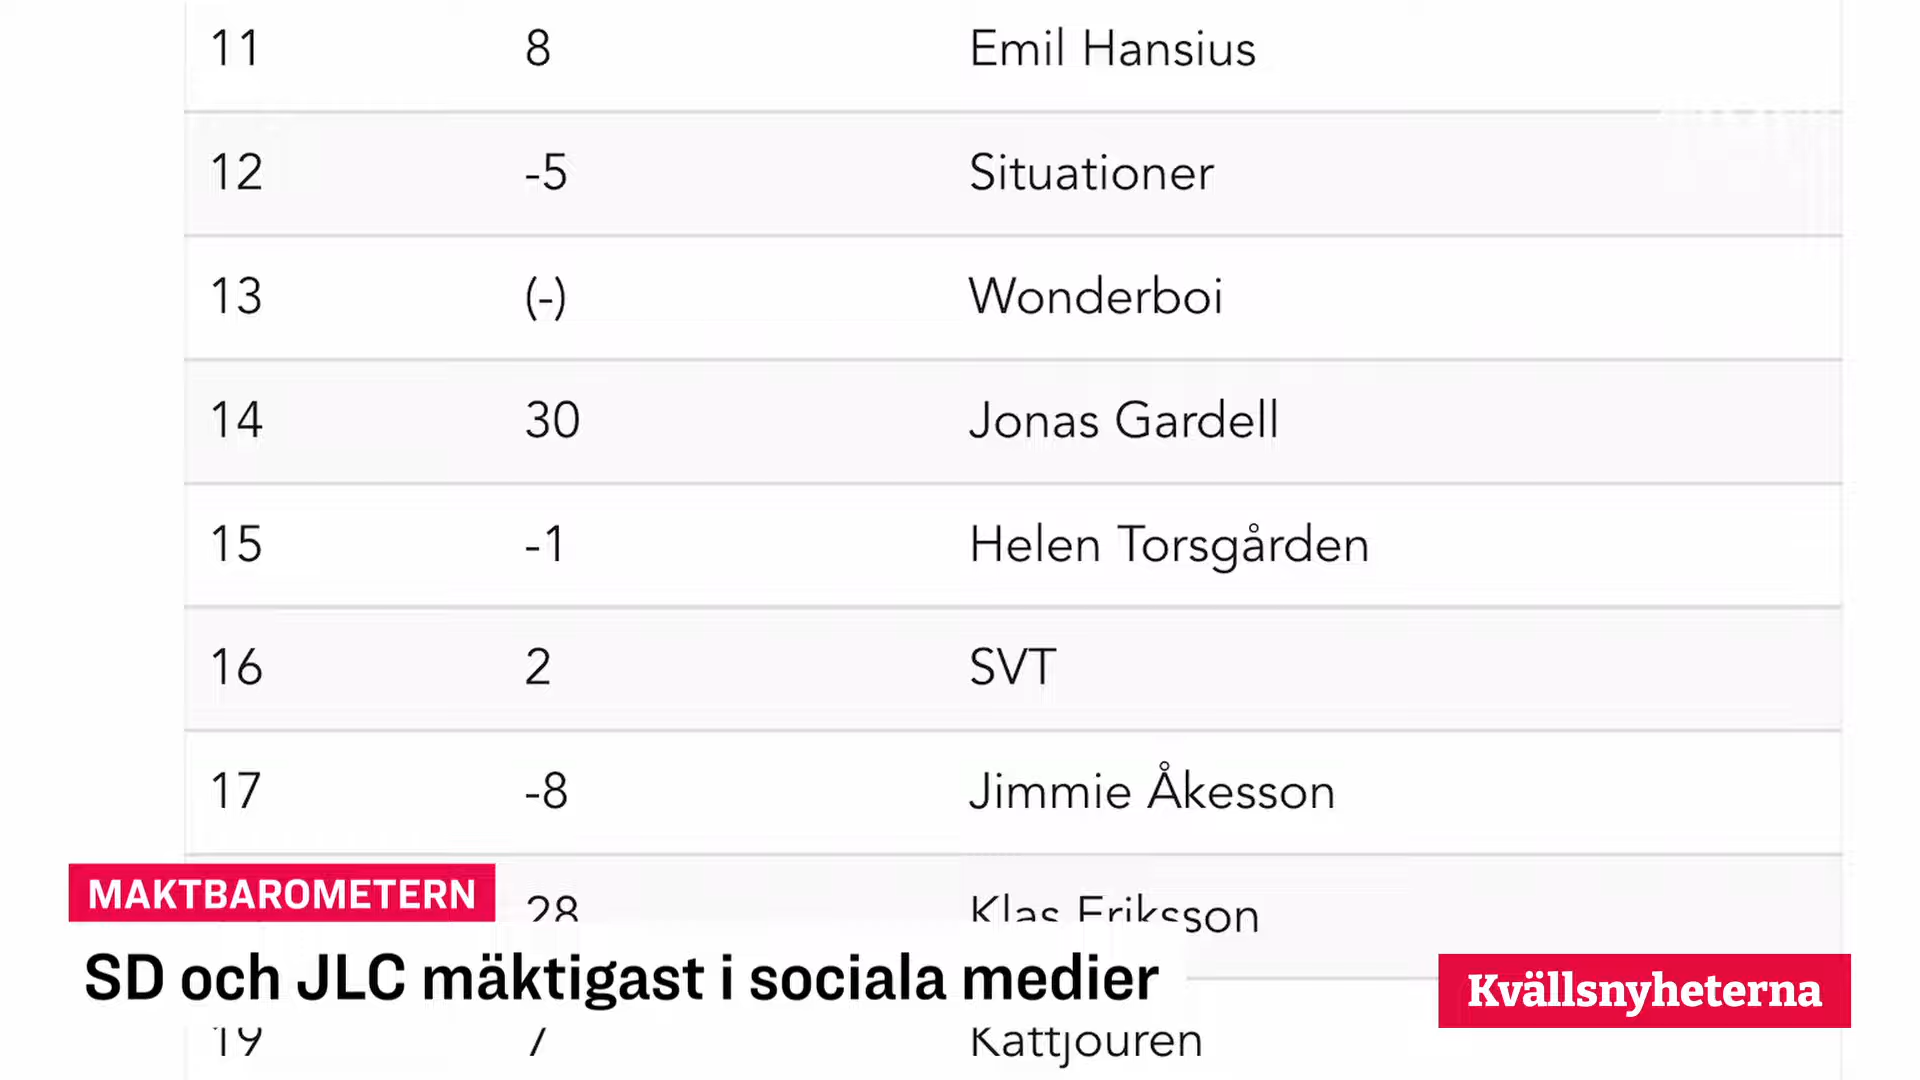 11 8 Emil Hansius
12 -5 Situationer
13 (-) Wonderboi
14 30 Jonas Gardell
15 -1 Helen Torsgården
16 2 SVT
17 -8 Jimmie Åkesson
28 Klas Eriksson
MAKTBAROMETERN
SD och JLC mäktigast i sociala medier
Kvällsnyheterna
19 7 Kattjouren